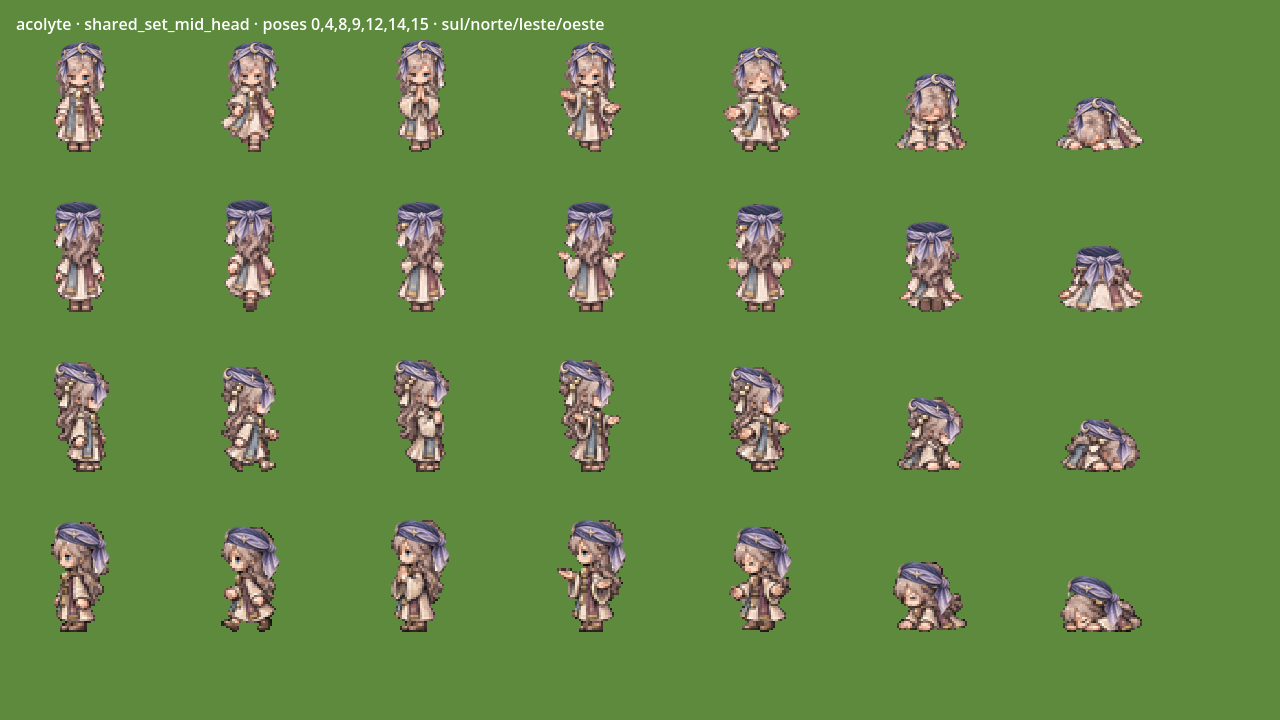 acolyte · shared_set_mid_head · poses 0,4,8,9,12,14,15 · sul/norte/leste/oeste